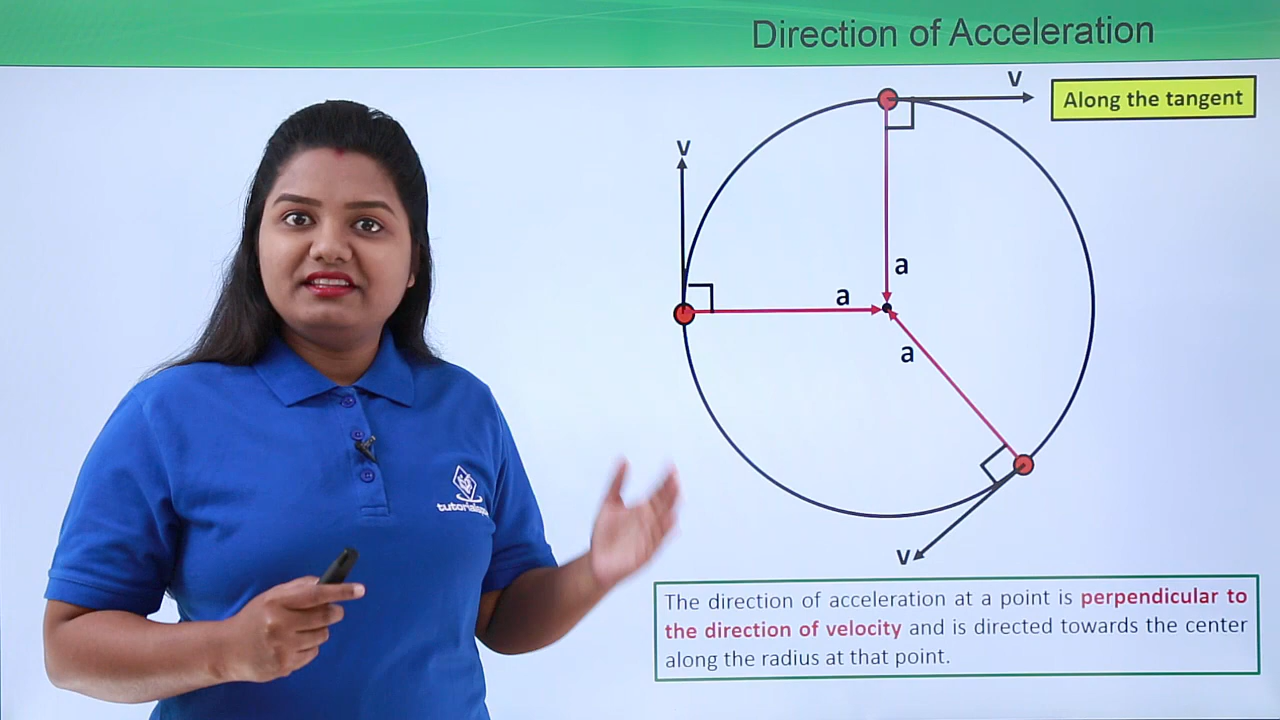 Direction of Acceleration
v
Along the tangent
v
a
a
a
v
The direction of acceleration at a point is perpendicular to
the direction of velocity and is directed towards the center
along the radius at that point.